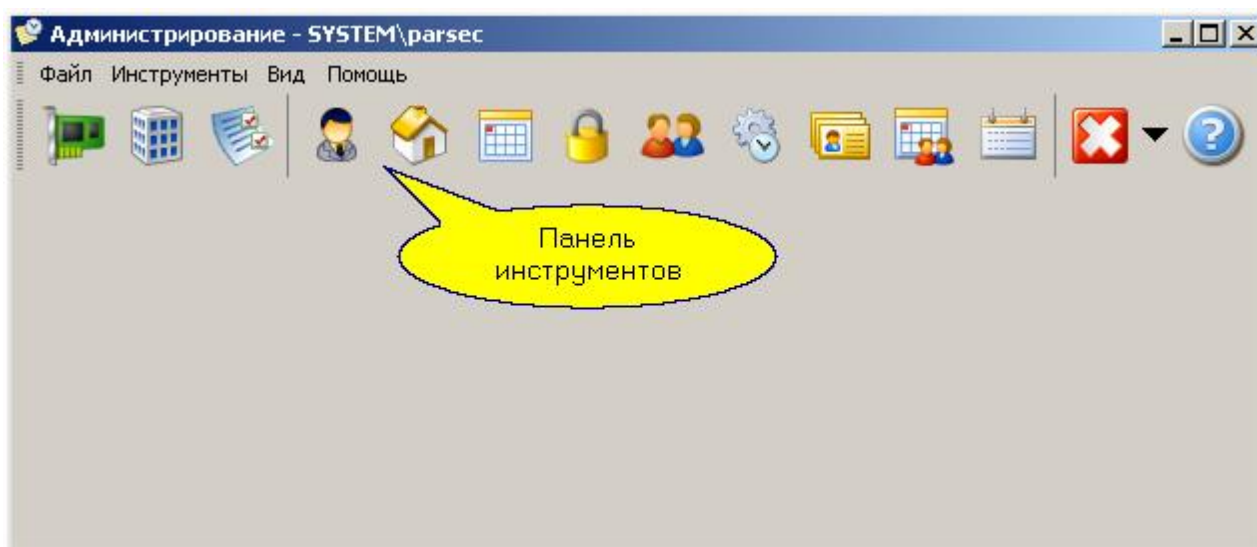 Администрирование - SYSTEM\parsec
Файл Инструменты Вид Помощь
Панель
инструментов